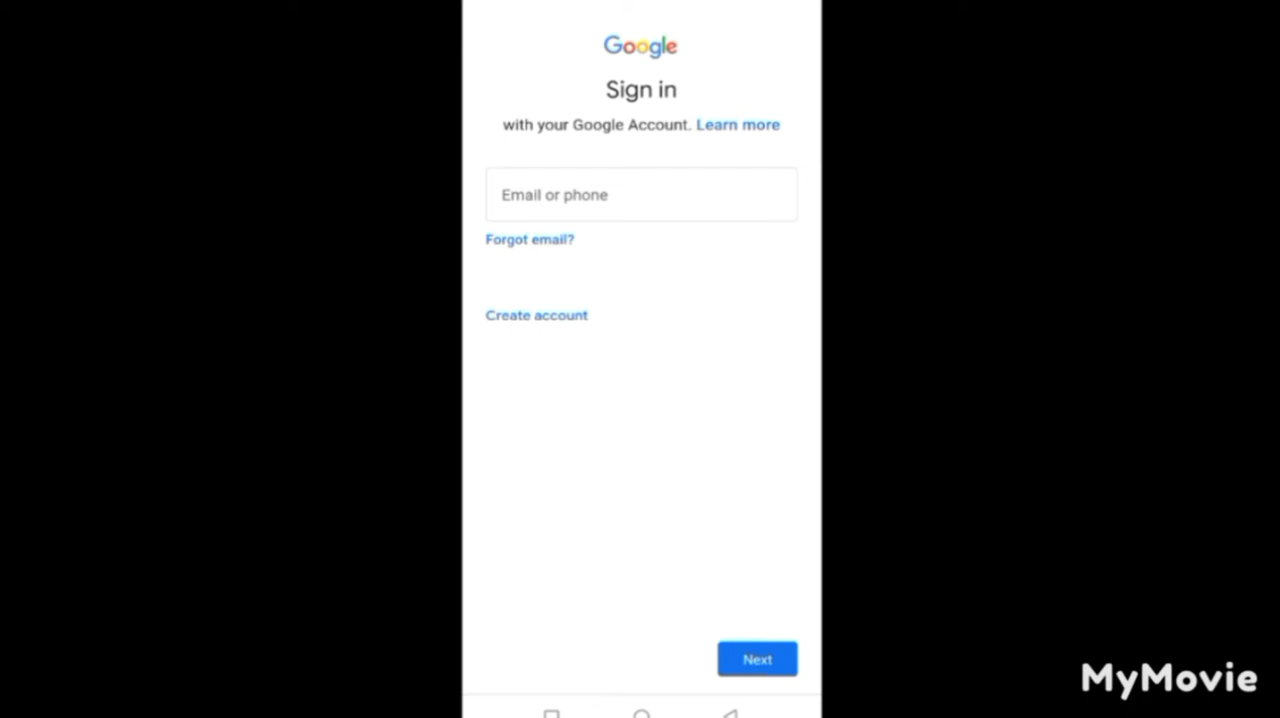 Google
Sign in
with your Google Account. Learn more
Email or phone
Forgot email?
Create account
Next
MyMovie